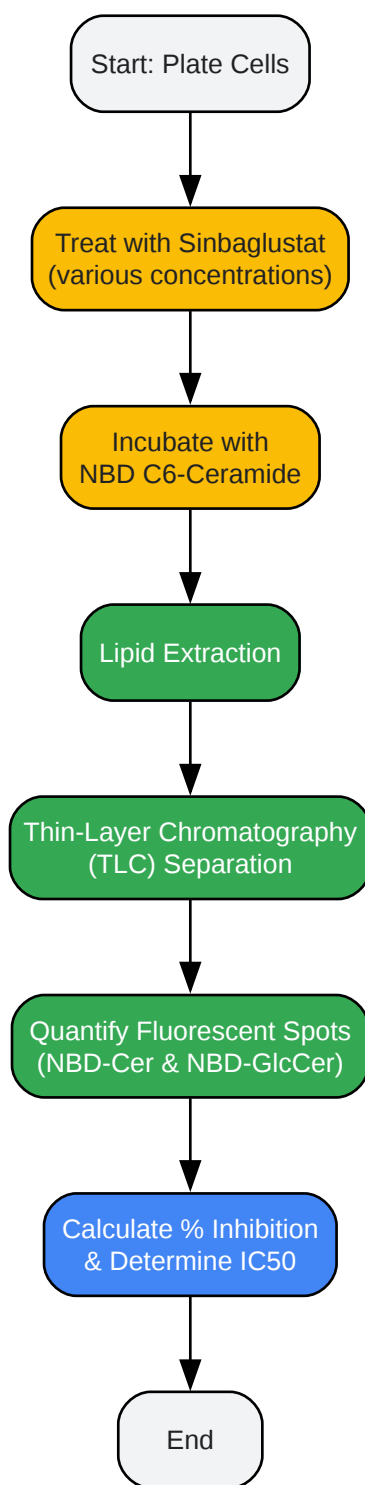 Start: Plate Cells
Treat with Sinbaglustat
(various concentrations)
Incubate with
NBD C6-Ceramide
Lipid Extraction
Thin-Layer Chromatography
(TLC) Separation
Quantify Fluorescent Spots
(NBD-Cer & NBD-GlcCer)
Calculate % Inhibition
& Determine IC50
End